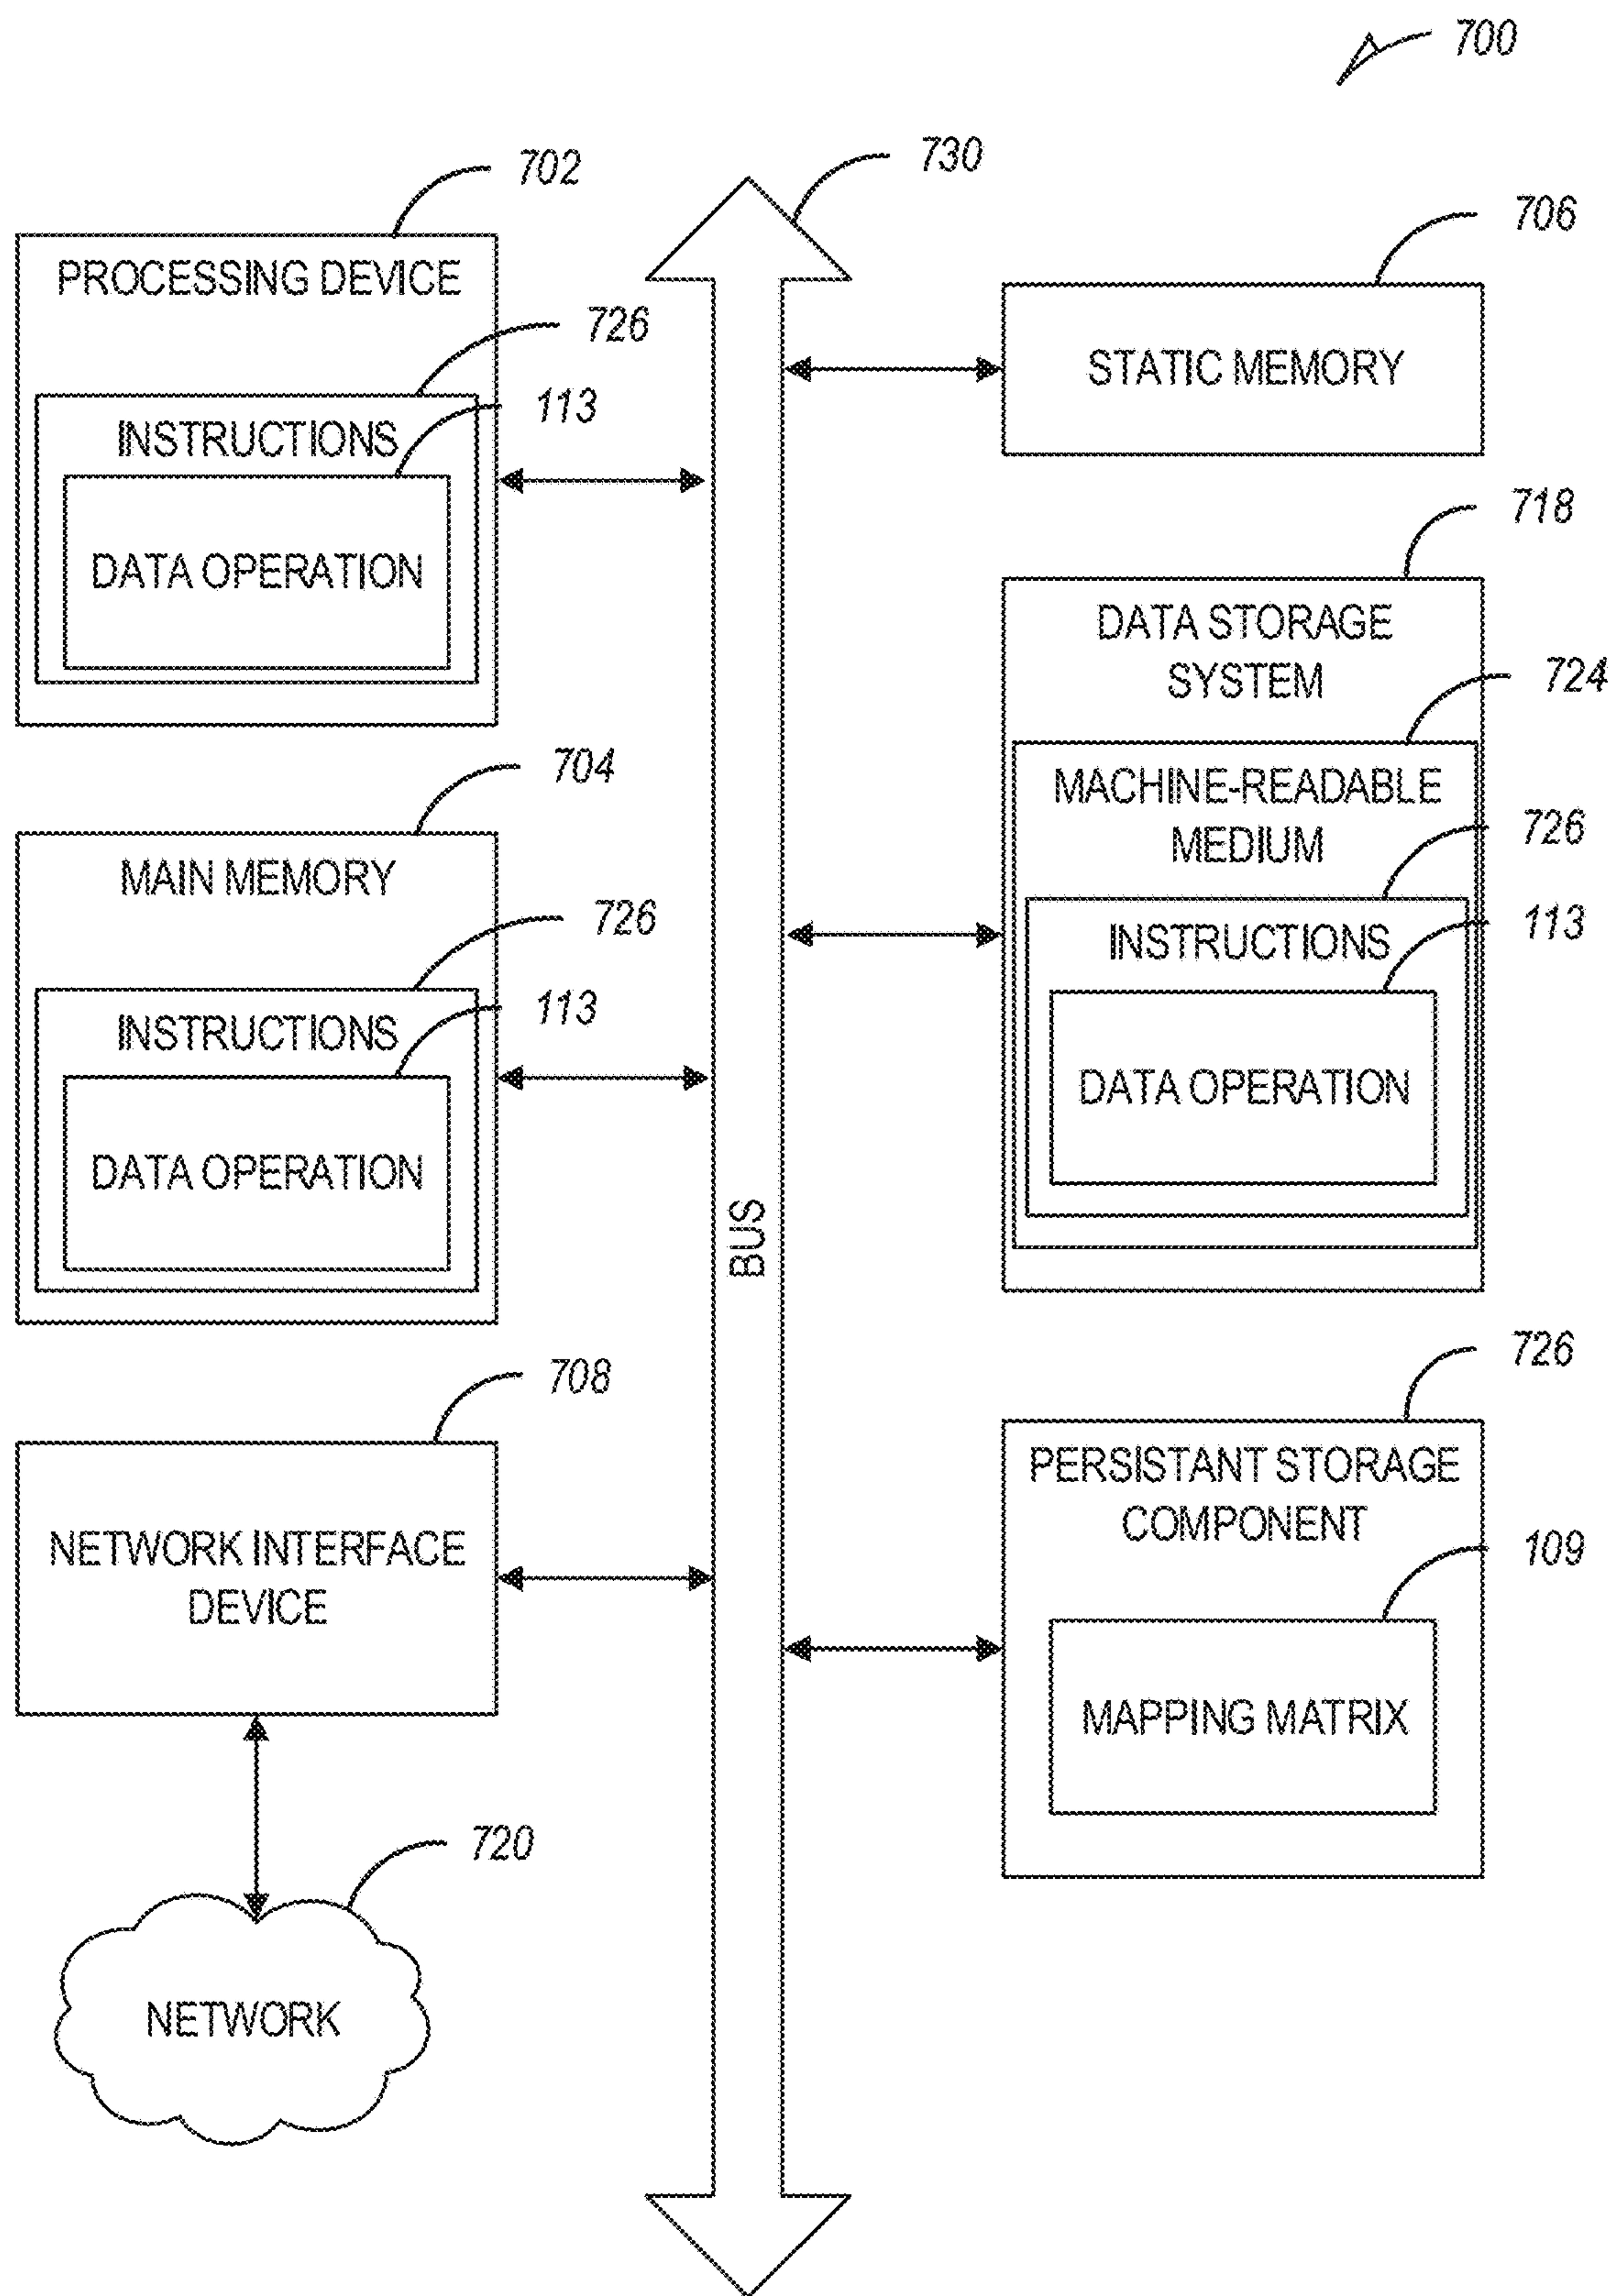 700
730
702
PROCESSING DEVICE
726
INSTRUCTIONS
113
DATA OPERATION
704
MAIN MEMORY
726
INSTRUCTIONS
113
DATA OPERATION
708
NETWORK INTERFACE
DEVICE
720
NETWORK
BUS
706
STATIC MEMORY
718
DATA STORAGE
SYSTEM
724
MACHINE-READABLE
MEDIUM
726
INSTRUCTIONS
113
DATA OPERATION
726
PERSISTANT STORAGE
COMPONENT
109
MAPPING MATRIX